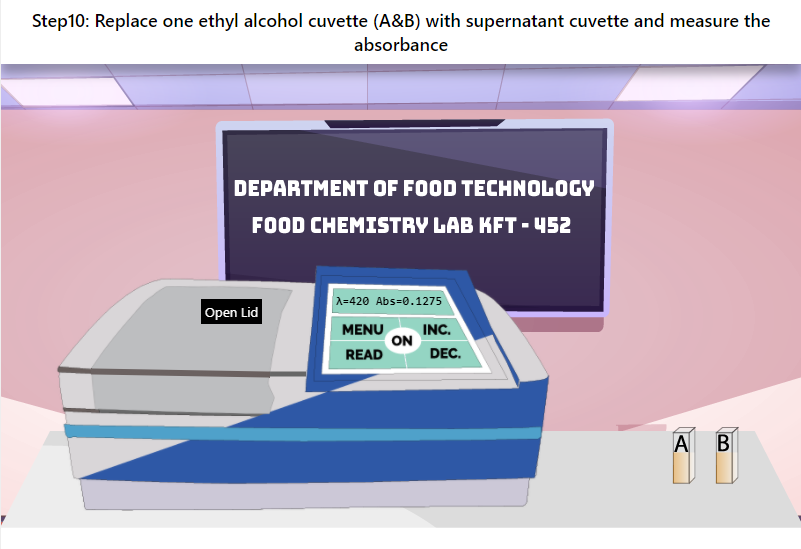 Step10: Replace one ethyl alcohol cuvette (A&B) with supernatant cuvette and measure the
absorbance
DEPARTMENT OF FOOD TECHNOLOGY
FOOD CHEMISTRY LAB KFT - 452
Open Lid
λ=420 Abs=0.1275
MENU INC.
ON
READ DEC.
A B